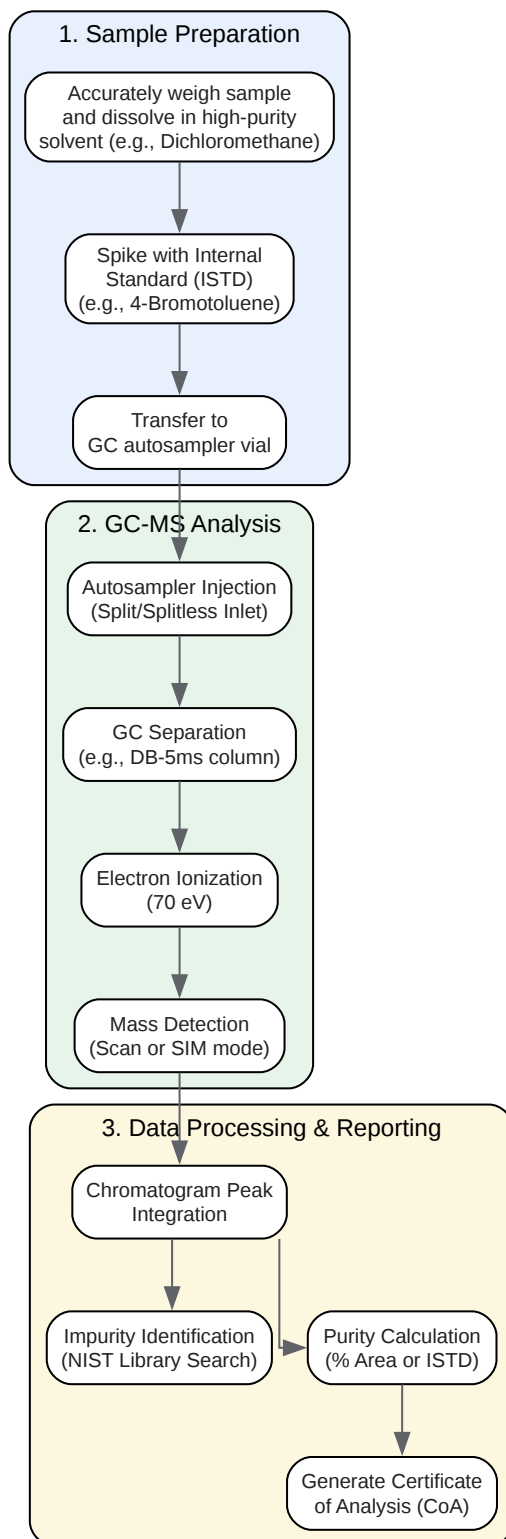 1. Sample Preparation
Accurately weigh sample
and dissolve in high-purity
solvent (e.g., Dichloromethane)
Spike with Internal
Standard (ISTD)
(e.g., 4-Bromotoluene)
Transfer to
GC autosampler vial
2. GC-MS Analysis
Autosampler Injection
(Split/Splitless Inlet)
GC Separation
(e.g., DB-5ms column)
Electron Ionization
(70 eV)
Mass Detection
(Scan or SIM mode)
3. Data Processing & Reporting
Chromatogram Peak
Integration
Impurity Identification
(NIST Library Search)
Purity Calculation
(% Area or ISTD)
Generate Certificate
of Analysis (CoA)